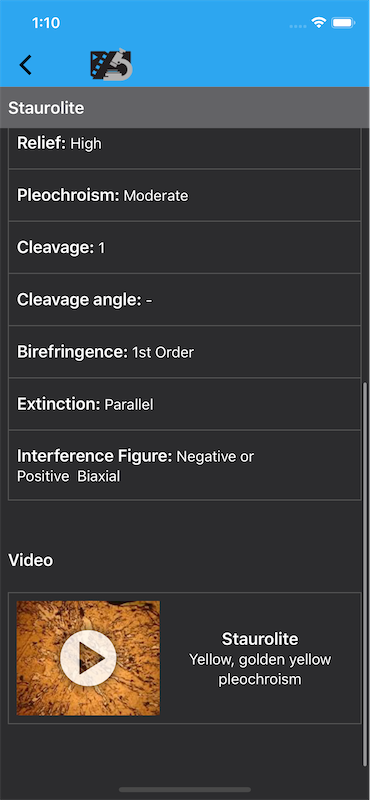 1:10
Staurolite
Relief: High
Pleochroism: Moderate
Cleavage: 1
Cleavage angle: -
Birefringence: 1st Order
Extinction: Parallel
Interference Figure: Negative or
Positive  Biaxial
Video
Staurolite
Yellow, golden yellow
pleochroism